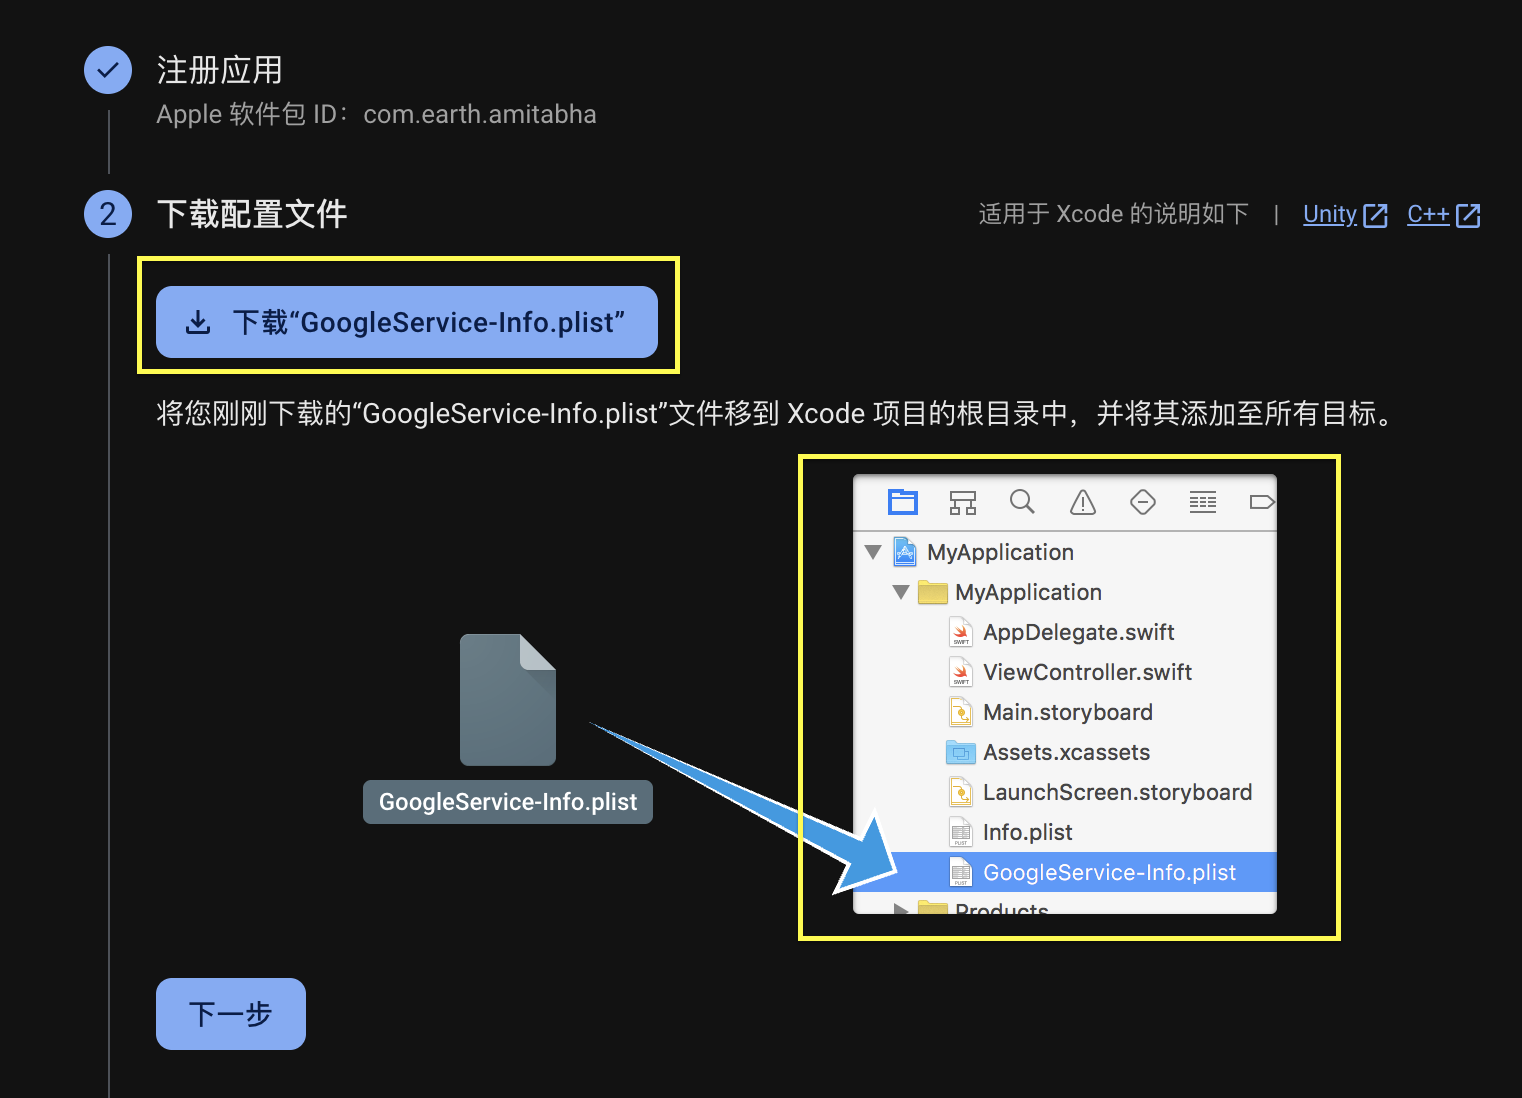 注册应用
Apple 软件包 ID：com.earth.amitabha
2
下载配置文件
适用于 Xcode 的说明如下 | Unity C++
下载“GoogleService-Info.plist”
将您刚刚下载的“GoogleService-Info.plist”文件移到 Xcode 项目的根目录中，并将其添加至所有目标。
MyApplication
MyApplication
SWIFT AppDelegate.swift
SWIFT ViewController.swift
Main.storyboard
Assets.xcassets
LaunchScreen.storyboard
PLIST Info.plist
PLIST GoogleService-Info.plist
Products
GoogleService-Info.plist
下一步